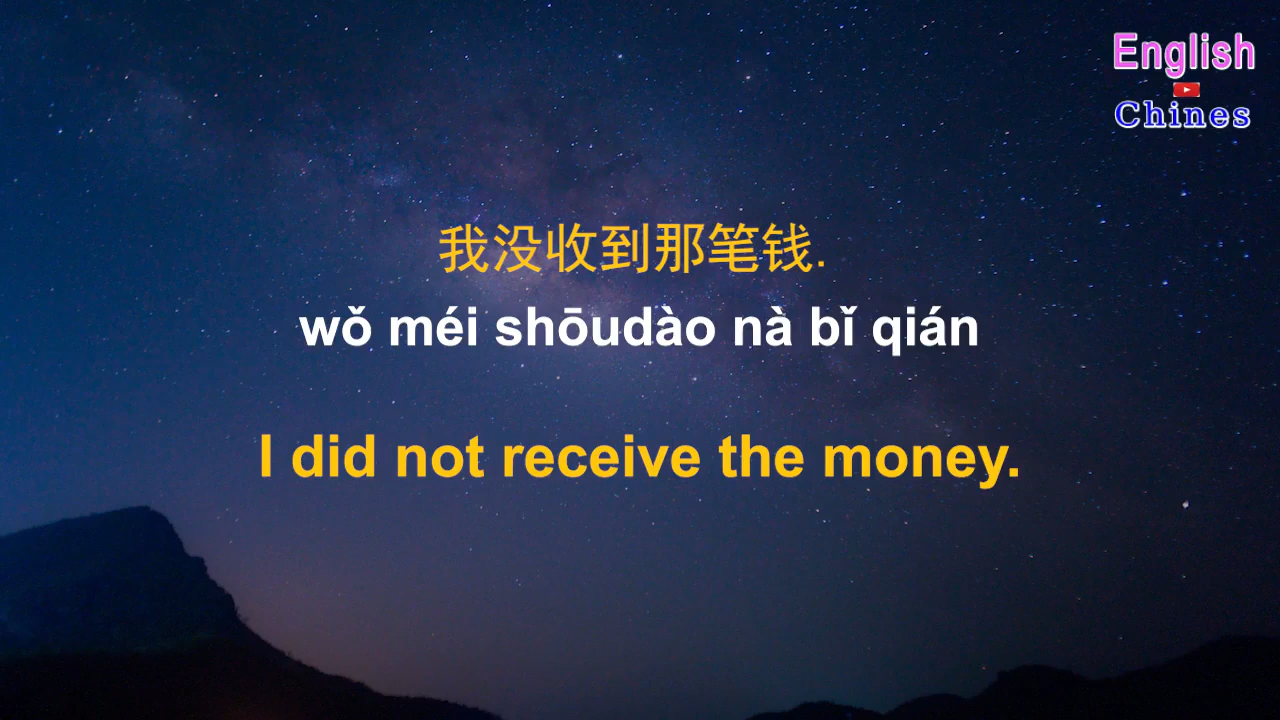 English
Chines
我没收到那笔钱.
wǒ méi shōudào nà bǐ qián
I did not receive the money.